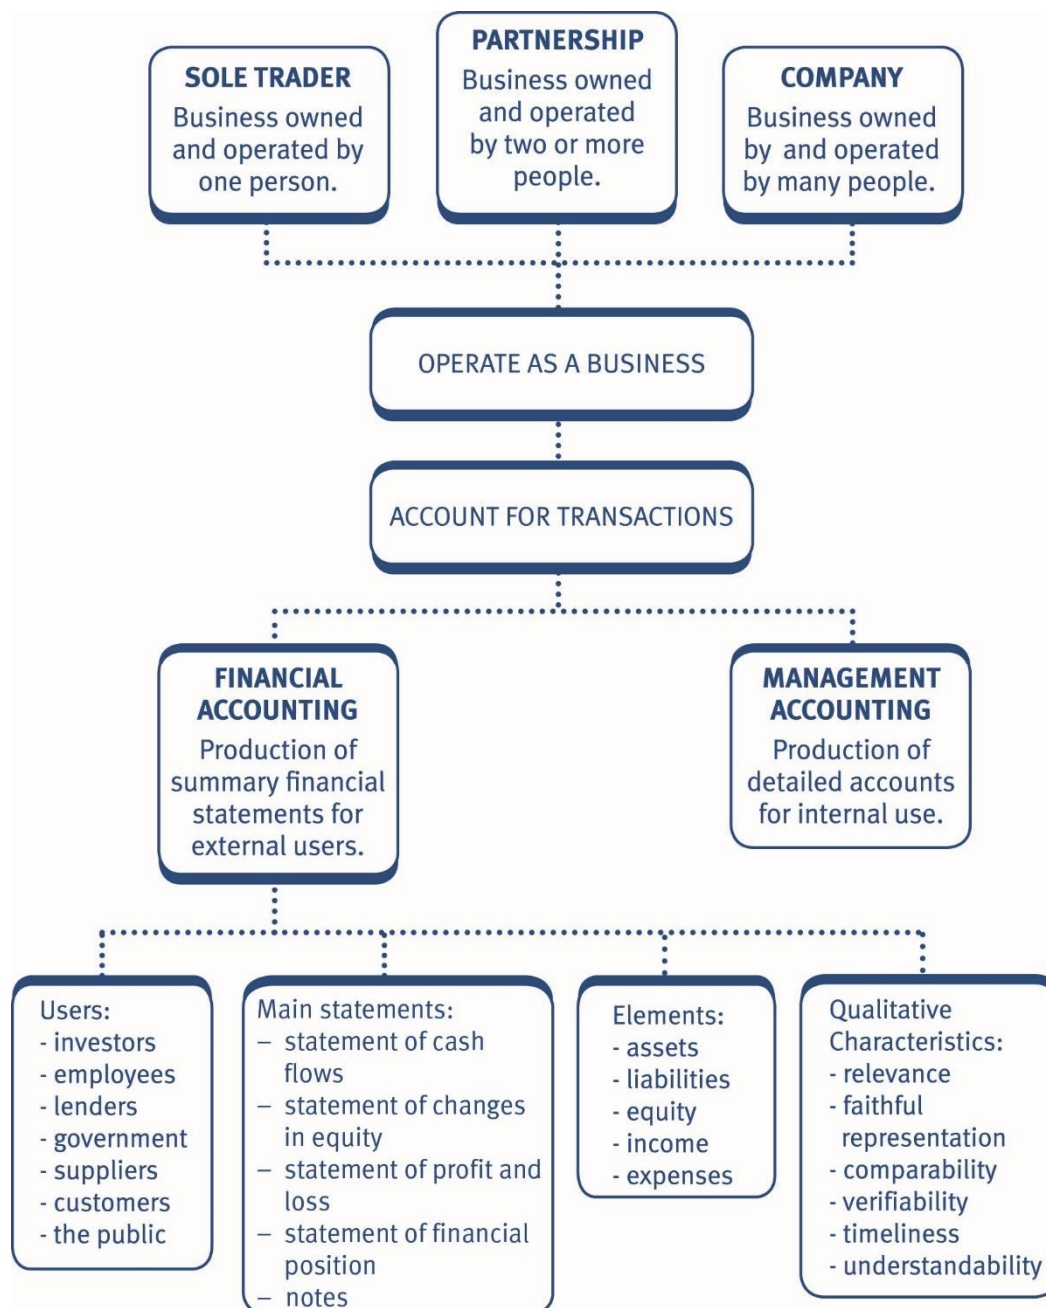 SOLE TRADER
Business owned
and operated by
one person.
PARTNERSHIP
Business owned
and operated
by two or more
people.
COMPANY
Business owned
by and operated
by many people.
OPERATE AS A BUSINESS
ACCOUNT FOR TRANSACTIONS
FINANCIAL
ACCOUNTING
Production of
summary financial
statements for
external users.
MANAGEMENT
ACCOUNTING
Production of
detailed accounts
for internal use.
Users:
- investors
- employees
- lenders
- government
- suppliers
- customers
- the public
Main statements:
– statement of cash
flows
– statement of changes
in equity
– statement of profit and
loss
– statement of financial
position
– notes
Elements:
- assets
- liabilities
- equity
- income
- expenses
Qualitative
Characteristics:
- relevance
- faithful
representation
- comparability
- verifiability
- timeliness
- understandability